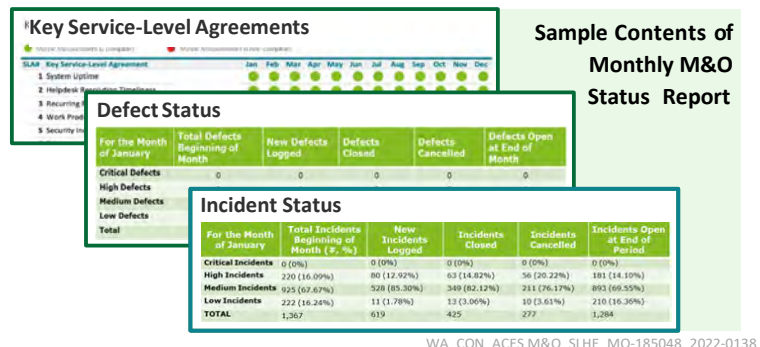 Key Service-Level Agreements
Sample Contents of
Monthly M&O
Status Report
SLA# Key Service-Level Agreement Jan Feb Mar Apr May Jun Jul Aug Sep Oct Nov Dec
1 System Uptime
2 Helpdesk Resolution Timeliness
3 Recurring
4 Work Prod
5 Security In
Defect Status
For the Month of January Total Defects Beginning of Month New Defects Logged Defects Closed Defects Cancelled Defects Open at End of Month
Critical Defects 0 0 0 0 0
High Defects
Medium Defects
Low Defects
Total
Incident Status
For the Month of January Total Incidents Beginning of Month (#, %) New Incidents Logged Incidents Closed Incidents Cancelled Incidents Open at End of Period
Critical Incidents 0 (0%) 0 (0%) 0 (0%) 0 (0%) 0 (0%)
High Incidents 220 (16.09%) 80 (12.92%) 63 (14.82%) 56 (20.22%) 181 (14.10%)
Medium Incidents 925 (67.67%) 528 (85.30%) 349 (82.12%) 211 (76.17%) 893 (69.55%)
Low Incidents 222 (16.24%) 11 (1.78%) 13 (3.06%) 10 (3.61%) 210 (16.36%)
TOTAL 1,367 619 425 277 1,284
WA_CON_ACES M&O_SLHF_MO-185048_2022-0138